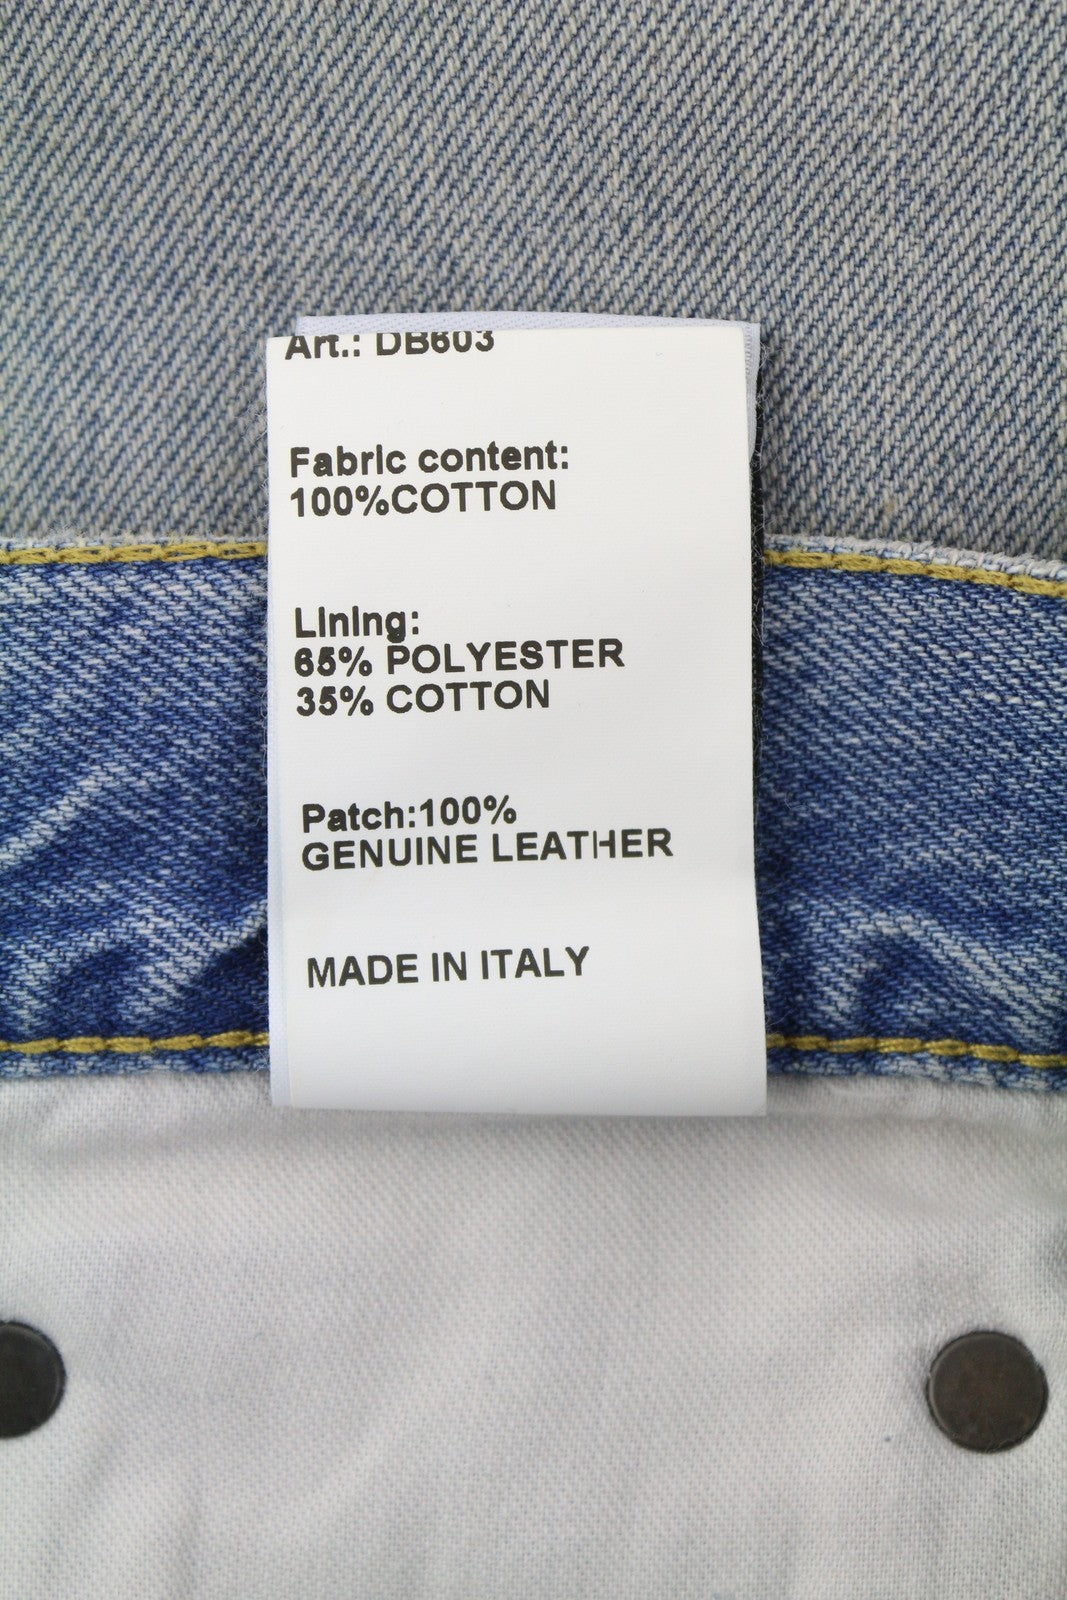 Art.: DB603
Fabric content:
100%COTTON
Lining:
65% POLYESTER
35% COTTON
Patch:100%
GENUINE LEATHER
MADE IN ITALY